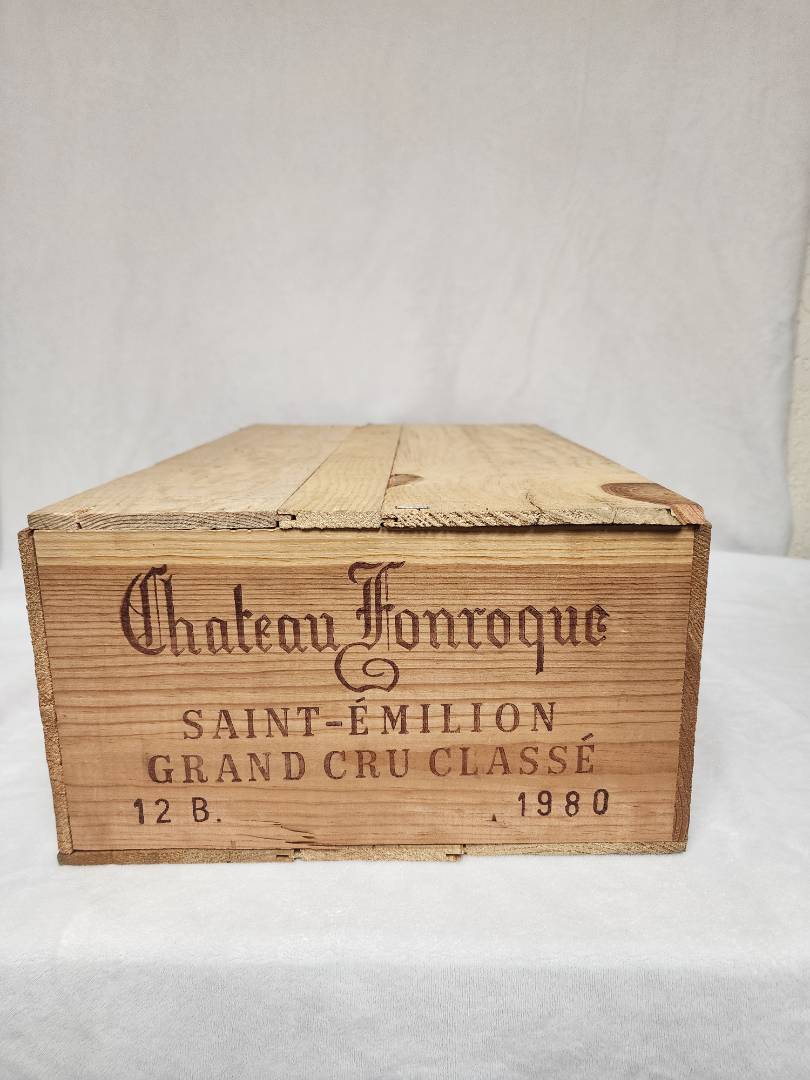 Chateau Fonroque
SAINT-ÉMILION
GRAND CRU CLASSÉ
12 B. 1980